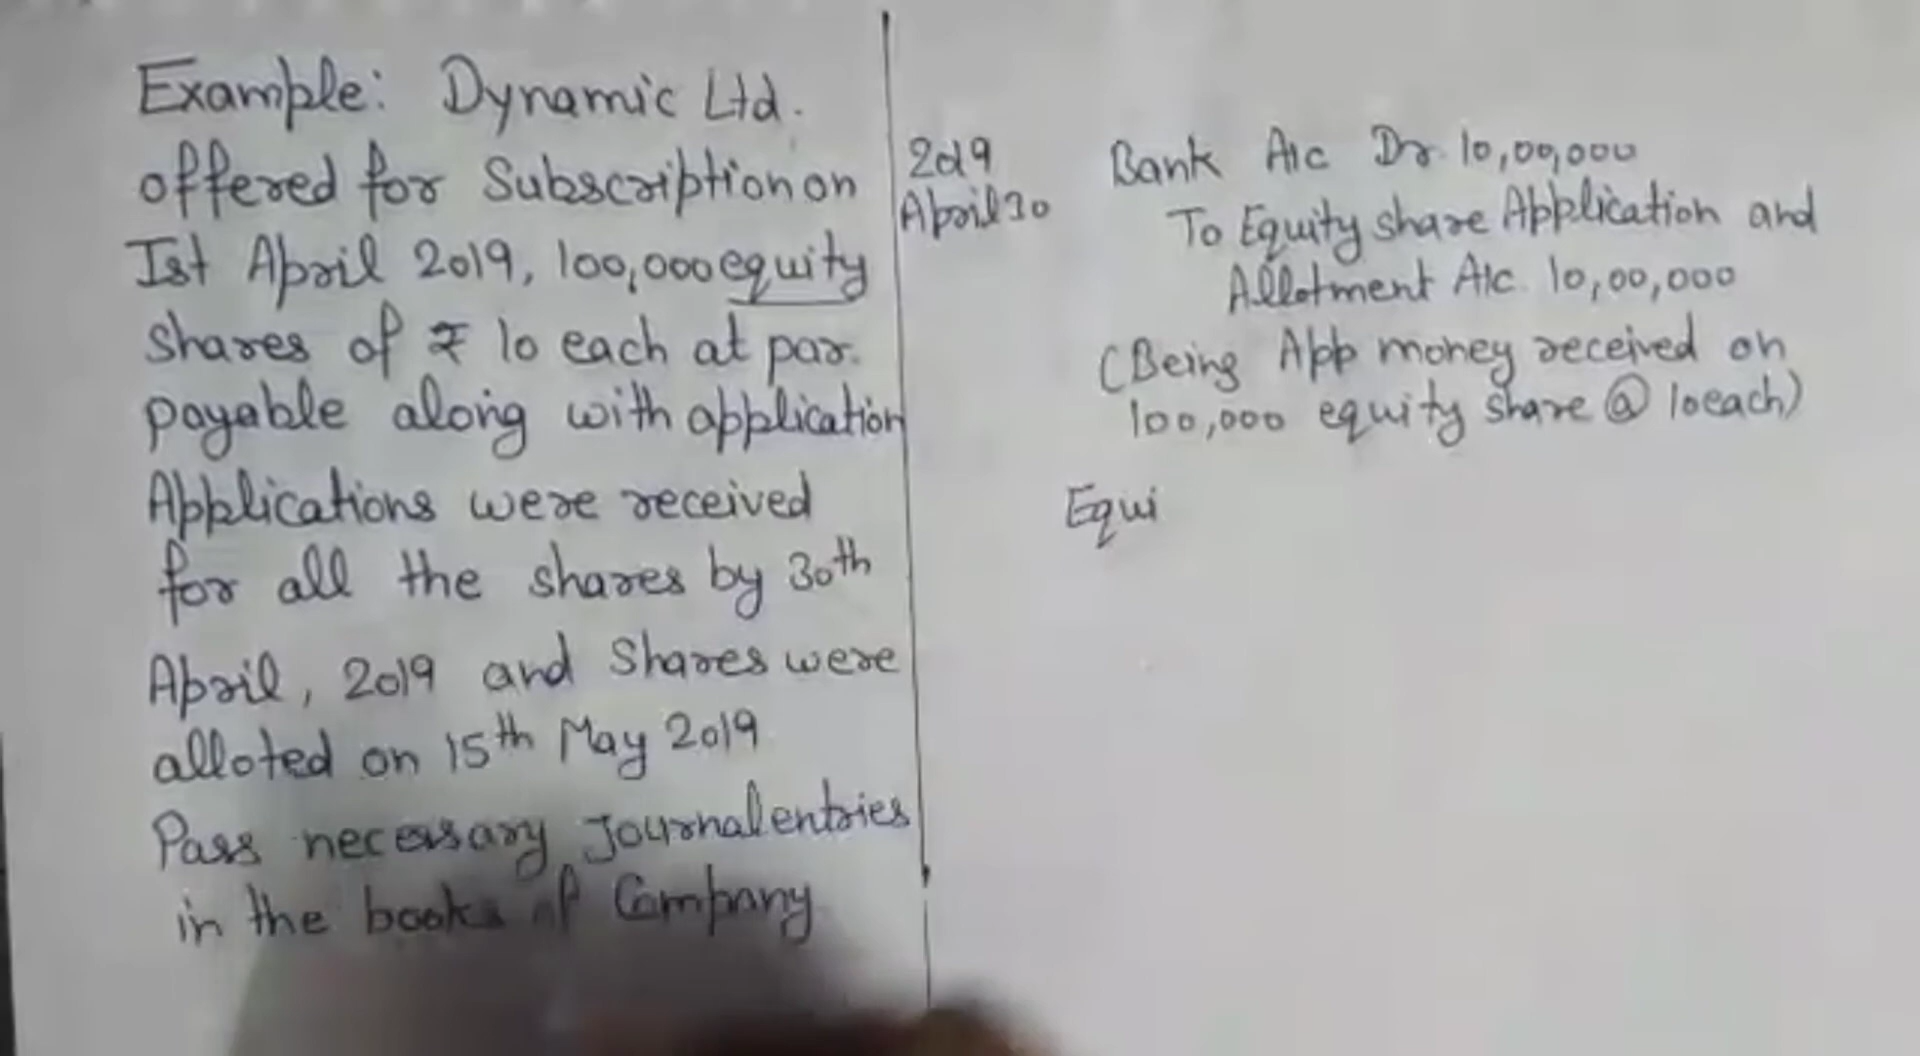 Example: Dynamic Ltd.
offered for Subscription on
Ist April 2019, 100,000 equity
shares of ₹ 10 each at par.
payable along with application
Applications were received
for all the shares by 30th
April, 2019 and Shares were
alloted on 15th May 2019
Pass necessary Journal entries
in the books of Company
2019
April 30
Bank A/c Dr. 10,00,000
To Equity share Application and
Allotment A/c. 10,00,000
(Being App money received on
100,000 equity share @ 10 each)
Equi